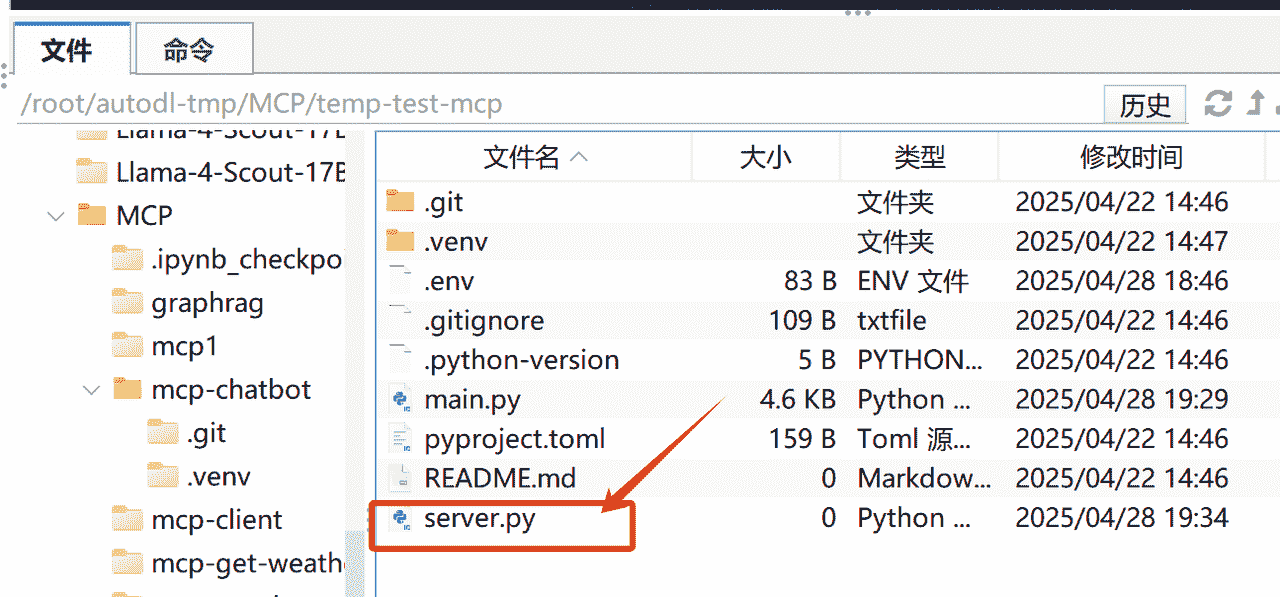 文件 命令
/root/autodl-tmp/MCP/temp-test-mcp 历史
Llama-4-Scout-17B
Llama-4-Scout-17B
MCP
.ipynb_checkpo
graphrag
mcp1
mcp-chatbot
.git
.venv
mcp-client
mcp-get-weath
文件名 大小 类型 修改时间
.git 文件夹 2025/04/22 14:46
.venv 文件夹 2025/04/22 14:47
.env 83 B ENV 文件 2025/04/28 18:46
.gitignore 109 B txtfile 2025/04/22 14:46
.python-version 5 B PYTHON... 2025/04/22 14:46
main.py 4.6 KB Python ... 2025/04/28 19:29
pyproject.toml 159 B Toml 源... 2025/04/22 14:46
README.md 0 Markdow... 2025/04/22 14:46
server.py 0 Python ... 2025/04/28 19:34